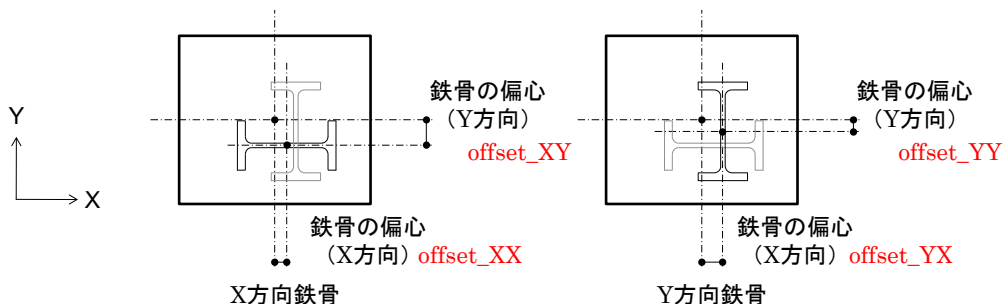 Y
X
鉄骨の偏心
（Y方向）
offset_XY
鉄骨の偏心
（X方向） offset_XX
X方向鉄骨
鉄骨の偏心
（Y方向）
offset_YY
鉄骨の偏心
（X方向） offset_YX
Y方向鉄骨